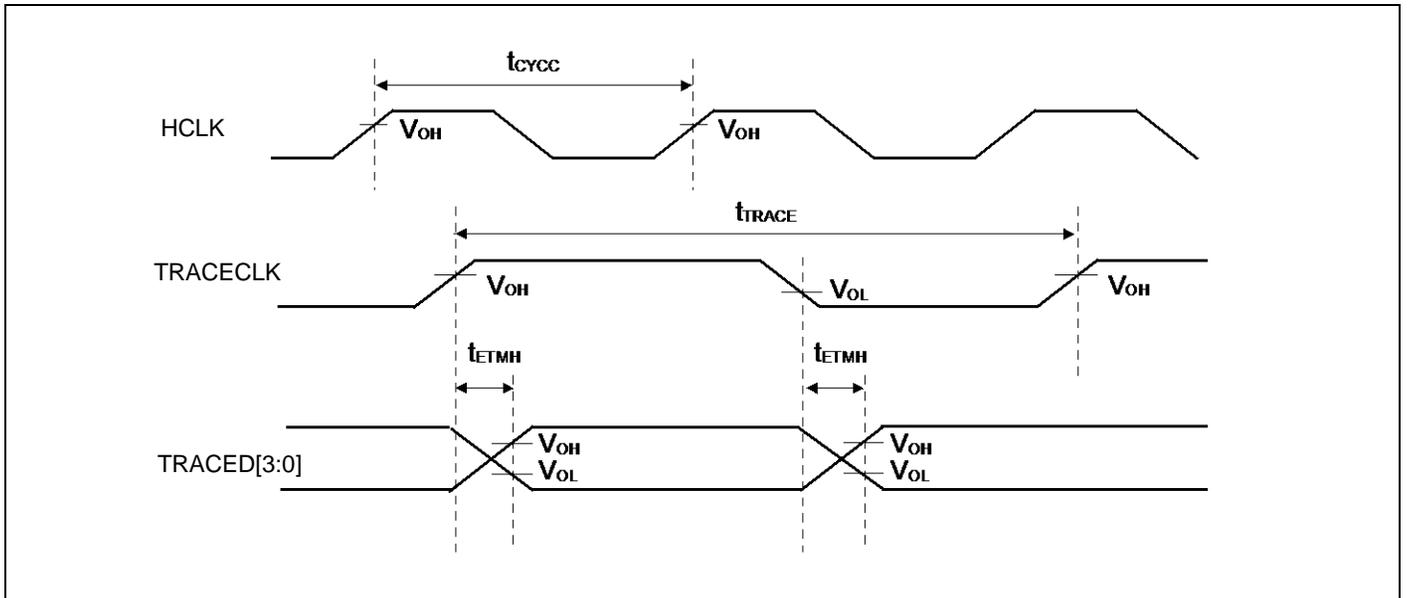 tCYCC
HCLK
VOH
VOH
tTRACE
TRACECLK
VOH
VOL
VOH
tETMH
tETMH
TRACED[3:0]
VOH
VOL
VOH
VOL